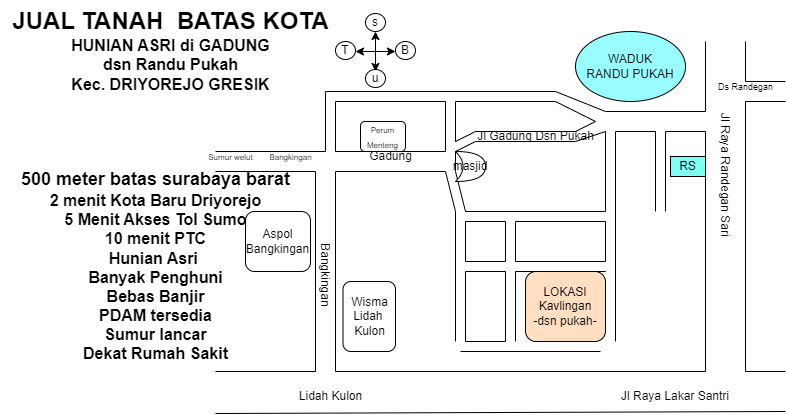 JUAL TANAH BATAS KOTA
HUNIAN ASRI di GADUNG
dsn Randu Pukah
Kec. DRIYOREJO GRESIK
s
T
B
u
WADUK
RANDU PUKAH
Ds Randegan
Perum
Menteng
Gadung
Jl Gadung Dsn Pukah
Jl Raya Randegan Sari
Sumur welut
Bangkingan
masjid
RS
500 meter batas surabaya barat
2 menit Kota Baru Driyorejo
5 Menit Akses Tol Sumo
10 menit PTC
Hunian Asri
Banyak Penghuni
Bebas Banjir
PDAM tersedia
Sumur lancar
Dekat Rumah Sakit
Aspol
Bangkingan
Bangkingan
Wisma
Lidah
Kulon
LOKASI
Kavlingan
-dsn pukah-
Lidah Kulon
Jl Raya Lakar Santri